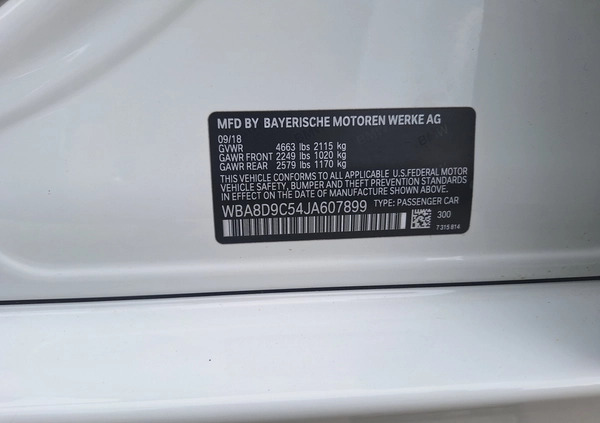 MFD BY BAYERISCHE MOTOREN WERKE AG
09/18
GVWR 4663 lbs 2115 kg
GAWR FRONT 2249 lbs 1020 kg
GAWR REAR 2579 lbs 1170 kg
THIS VEHICLE CONFORMS TO ALL APPLICABLE U.S.FEDERAL MOTOR
VEHICLE SAFETY, BUMPER AND THEFT PREVENTION STANDARDS
IN EFFECT ON THE DATE OF MANUFACTURE SHOWN ABOVE.
WBA8D9C54JA607899 TYPE: PASSENGER CAR
300
7 315 814